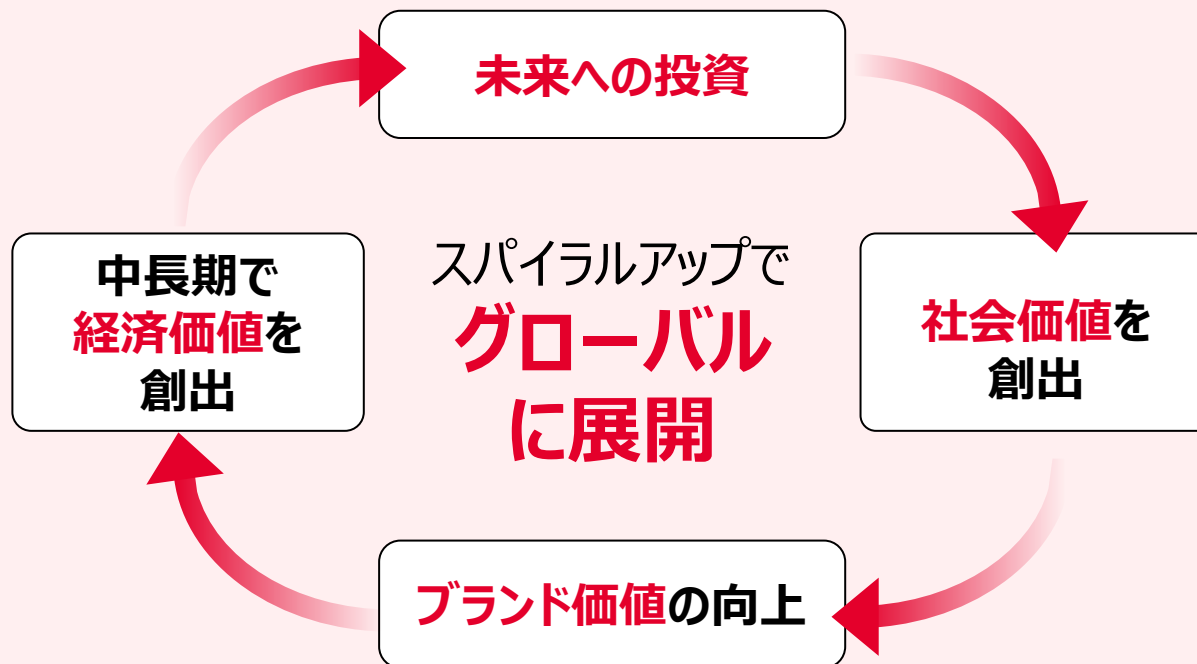 未来への投資
中長期で
経済価値を
創出
スパイラルアップで
グローバル
に展開
社会価値を
創出
ブランド価値の向上